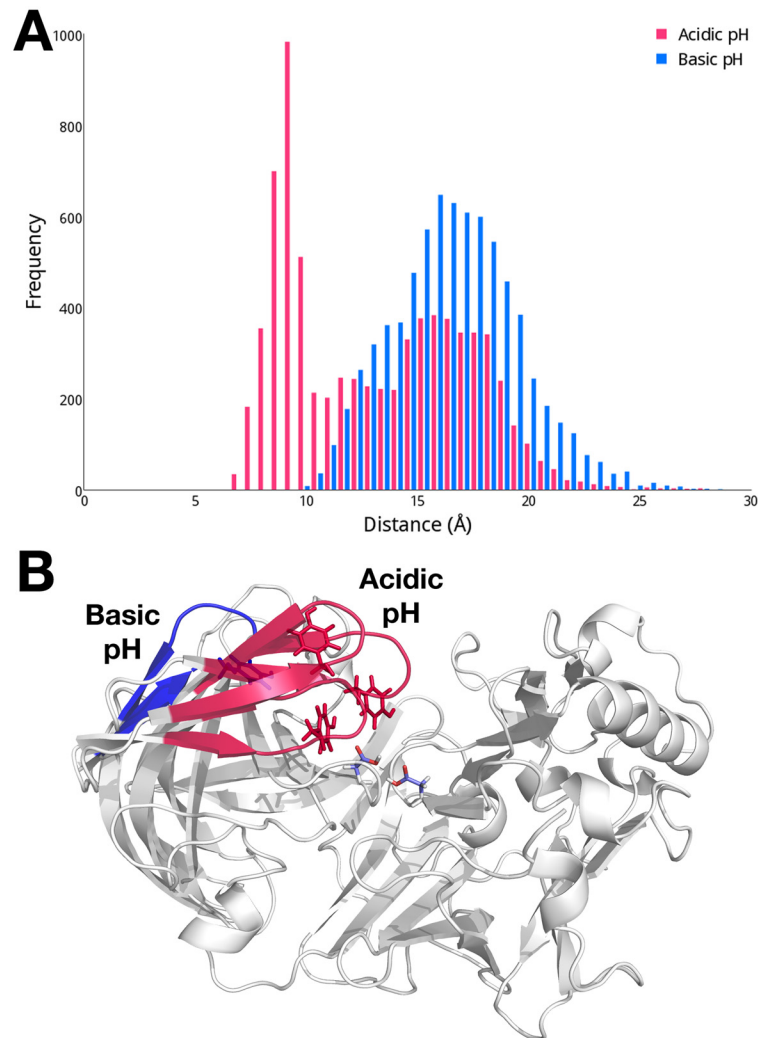 A
1000
800
600
400
200
0
Frequency
0 5 10 15 20 25 30
Distance (Å)
Acidic pH
Basic pH
B
Basic
pH
Acidic
pH